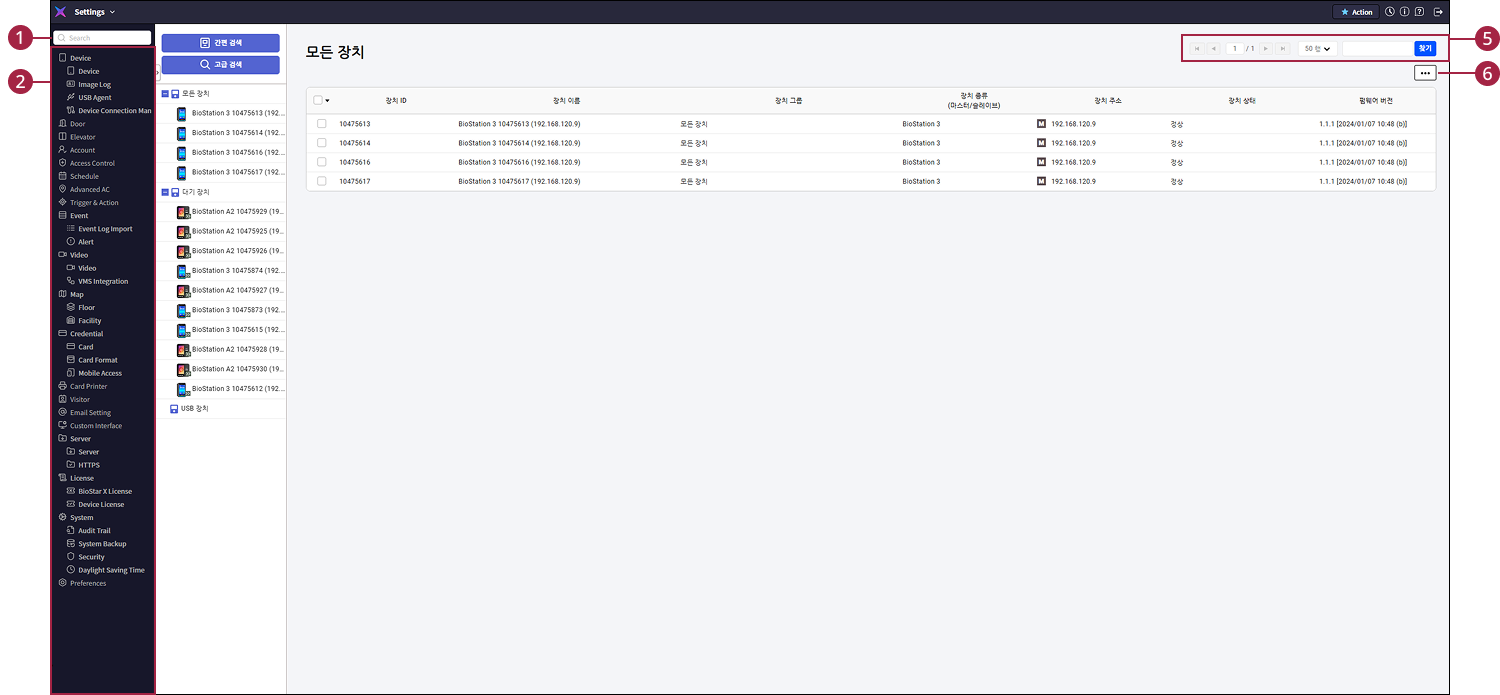 Settings
Action
1
Search
2
Device
Device
Image Log
USB Agent
Device Connection Man
Door
Elevator
Account
Access Control
Schedule
Advanced AC
Trigger & Action
Event
Event Log Import
Alert
Video
Video
VMS Integration
Map
Floor
Facility
Credential
Card
Card Format
Mobile Access
Card Printer
Visitor
Email Setting
Custom Interface
Server
Server
HTTPS
License
BioStar X License
Device License
System
Audit Trail
System Backup
Security
Daylight Saving Time
Preferences
간편 검색
고급 검색
모든 장치
BioStation 3 10475613 (192....
BioStation 3 10475614 (192....
BioStation 3 10475616 (192....
BioStation 3 10475617 (192....
대기 장치
BioStation A2 10475929 (19...
BioStation A2 10475925 (19...
BioStation A2 10475926 (19...
BioStation 3 10475874 (192....
BioStation A2 10475927 (19...
BioStation 3 10475873 (192....
BioStation 3 10475615 (192....
BioStation A2 10475928 (19...
BioStation A2 10475930 (19...
BioStation 3 10475612 (192....
USB 장치
모든 장치
1 / 1 50 행 찾기
5
6
장치 ID 장치 이름 장치 그룹 장치 종류 (마스터/슬레이브) 장치 주소 장치 상태 펌웨어 버전
10475613 BioStation 3 10475613 (192.168.120.9) 모든 장치 BioStation 3 M 192.168.120.9 정상 1.1.1 [2024/01/07 10:48 (b)]
10475614 BioStation 3 10475614 (192.168.120.9) 모든 장치 BioStation 3 M 192.168.120.9 정상 1.1.1 [2024/01/07 10:48 (b)]
10475616 BioStation 3 10475616 (192.168.120.9) 모든 장치 BioStation 3 M 192.168.120.9 정상 1.1.1 [2024/01/07 10:48 (b)]
10475617 BioStation 3 10475617 (192.168.120.9) 모든 장치 BioStation 3 M 192.168.120.9 정상 1.1.1 [2024/01/07 10:48 (b)]